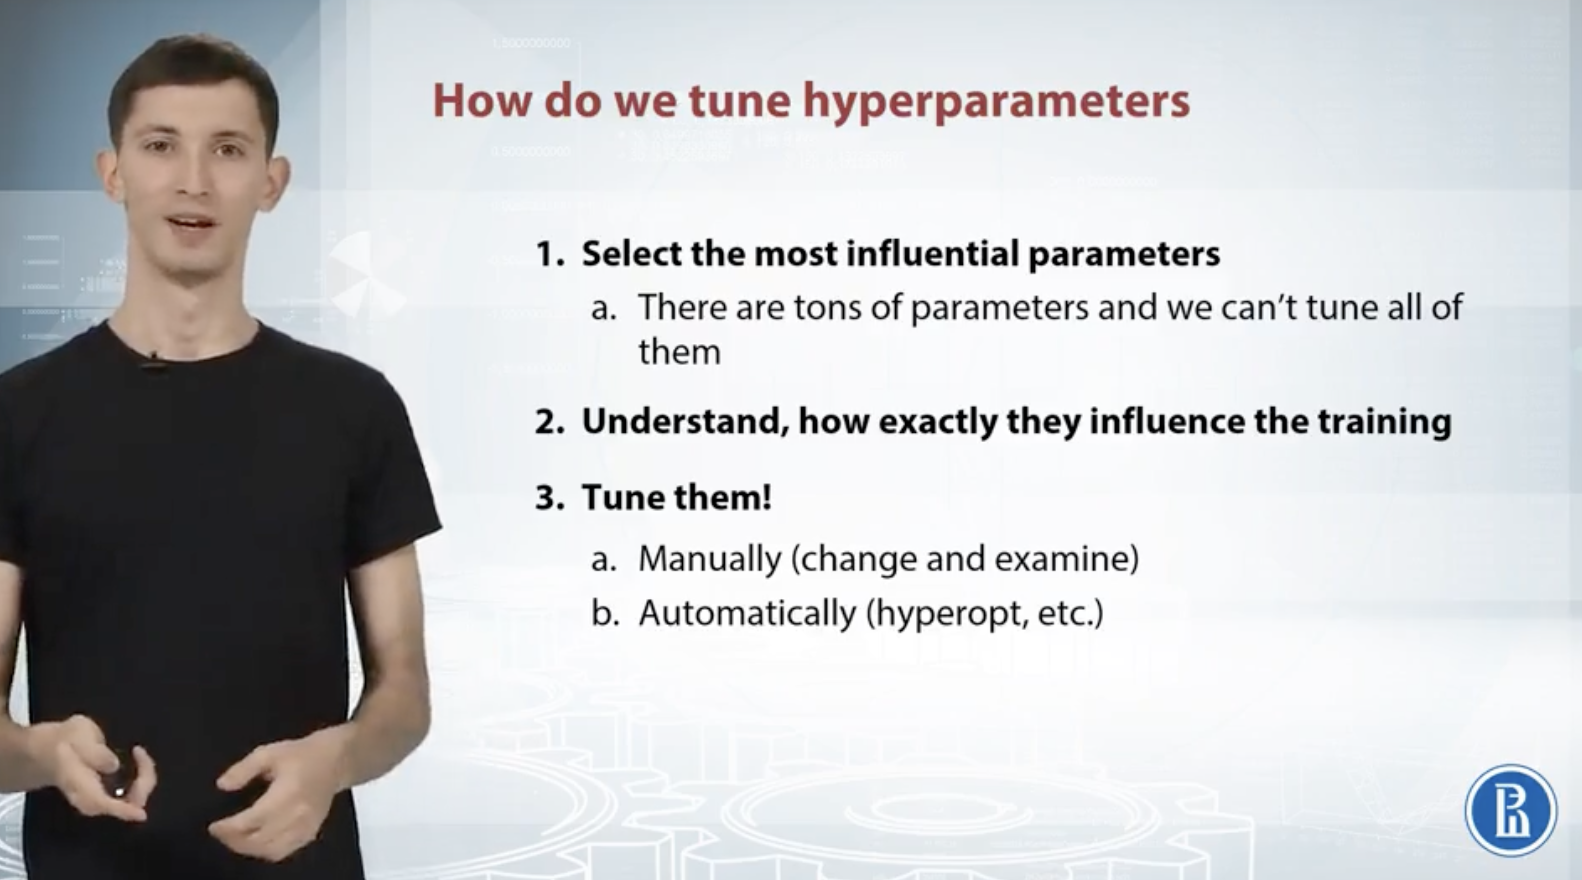 How do we tune hyperparameters
1. Select the most influential parameters
a. There are tons of parameters and we can't tune all of
them
2. Understand, how exactly they influence the training
3. Tune them!
a. Manually (change and examine)
b. Automatically (hyperopt, etc.)